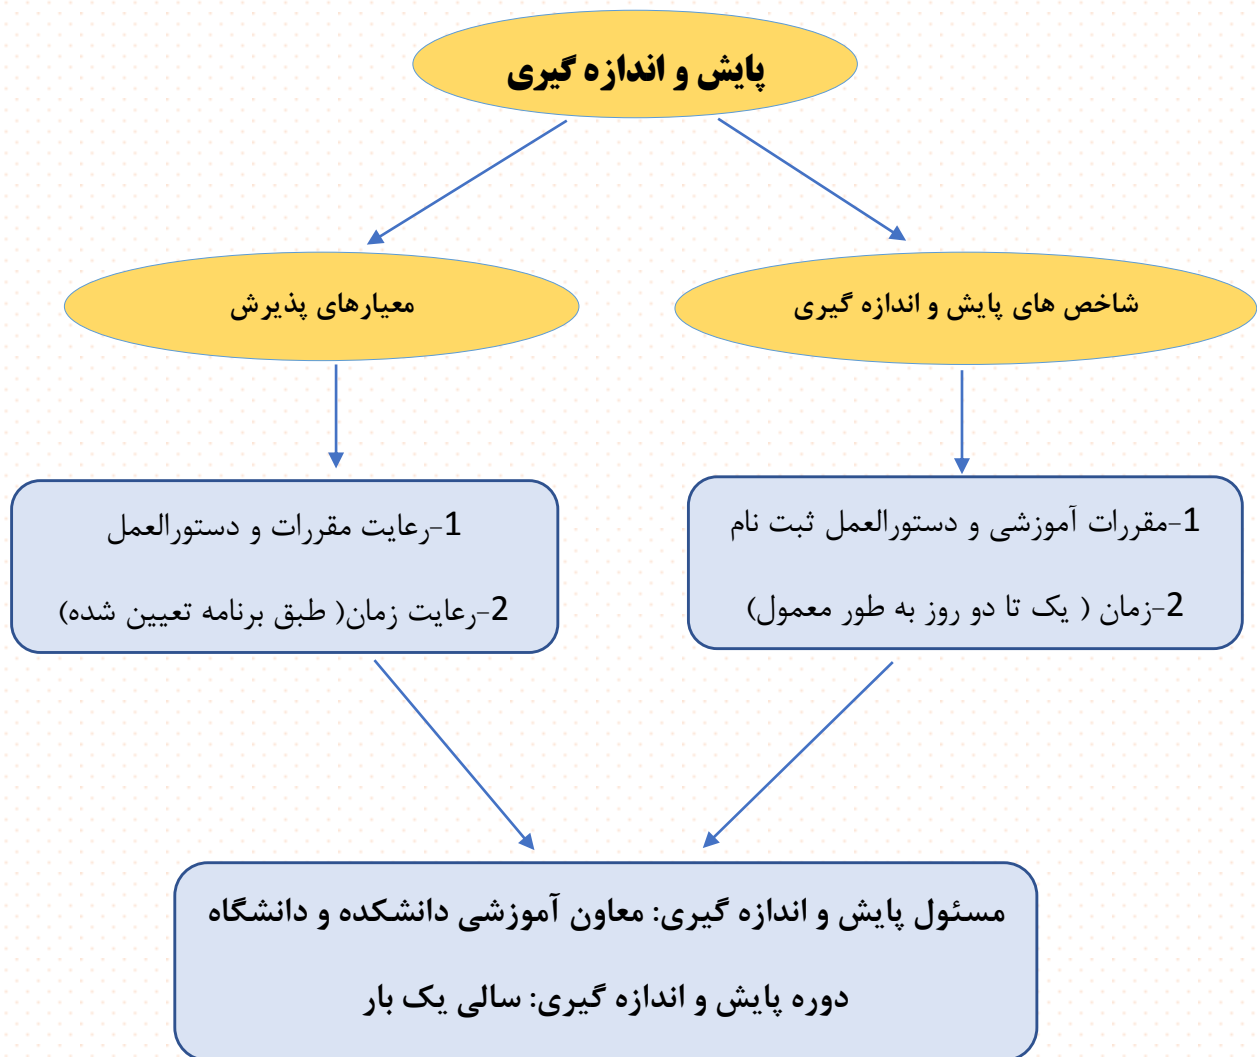 پایش و اندازه گیری
شاخص های پایش و اندازه گیری
معیارهای پذیرش
1-مقررات آموزشی و دستورالعمل ثبت نام
2-زمان ( یک تا دو روز به طور معمول)
1-رعایت مقررات و دستورالعمل
2-رعایت زمان( طبق برنامه تعیین شده)
مسئول پایش و اندازه گیری: معاون آموزشی دانشکده و دانشگاه
دوره پایش و اندازه گیری: سالی یک بار